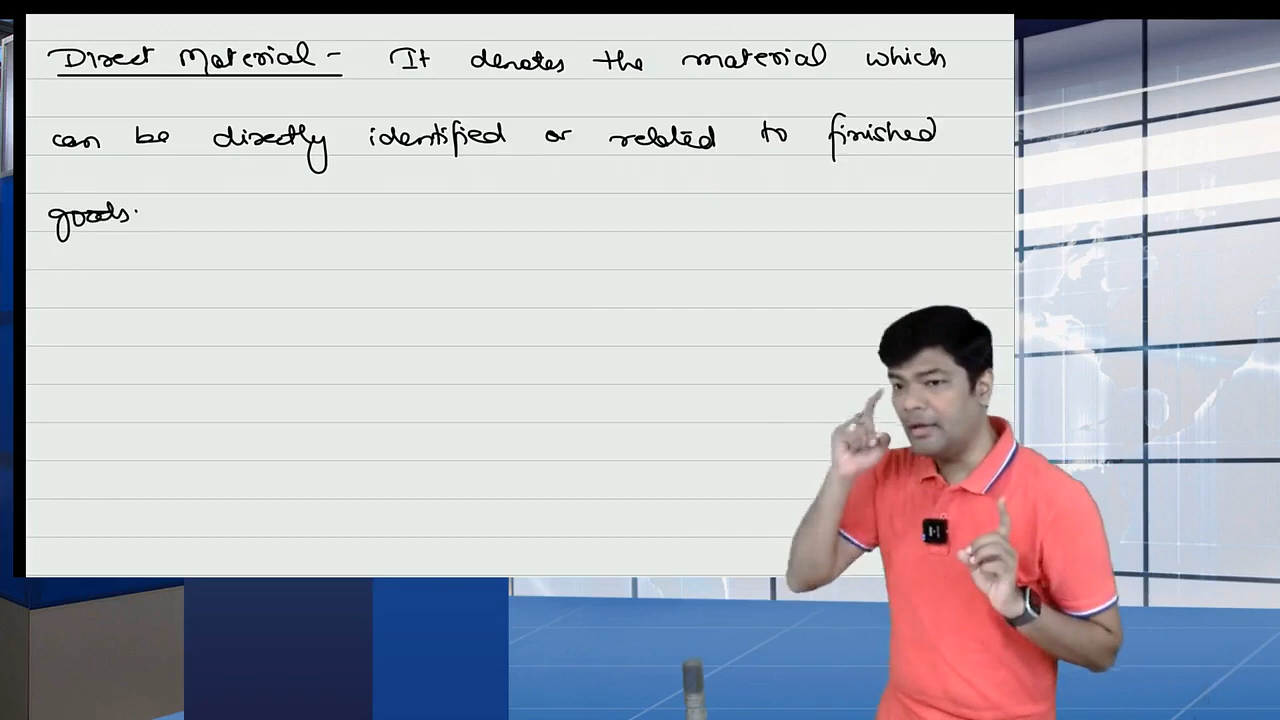 Direct Material - It denotes the material which
can be directly identified or related to finished
goods.